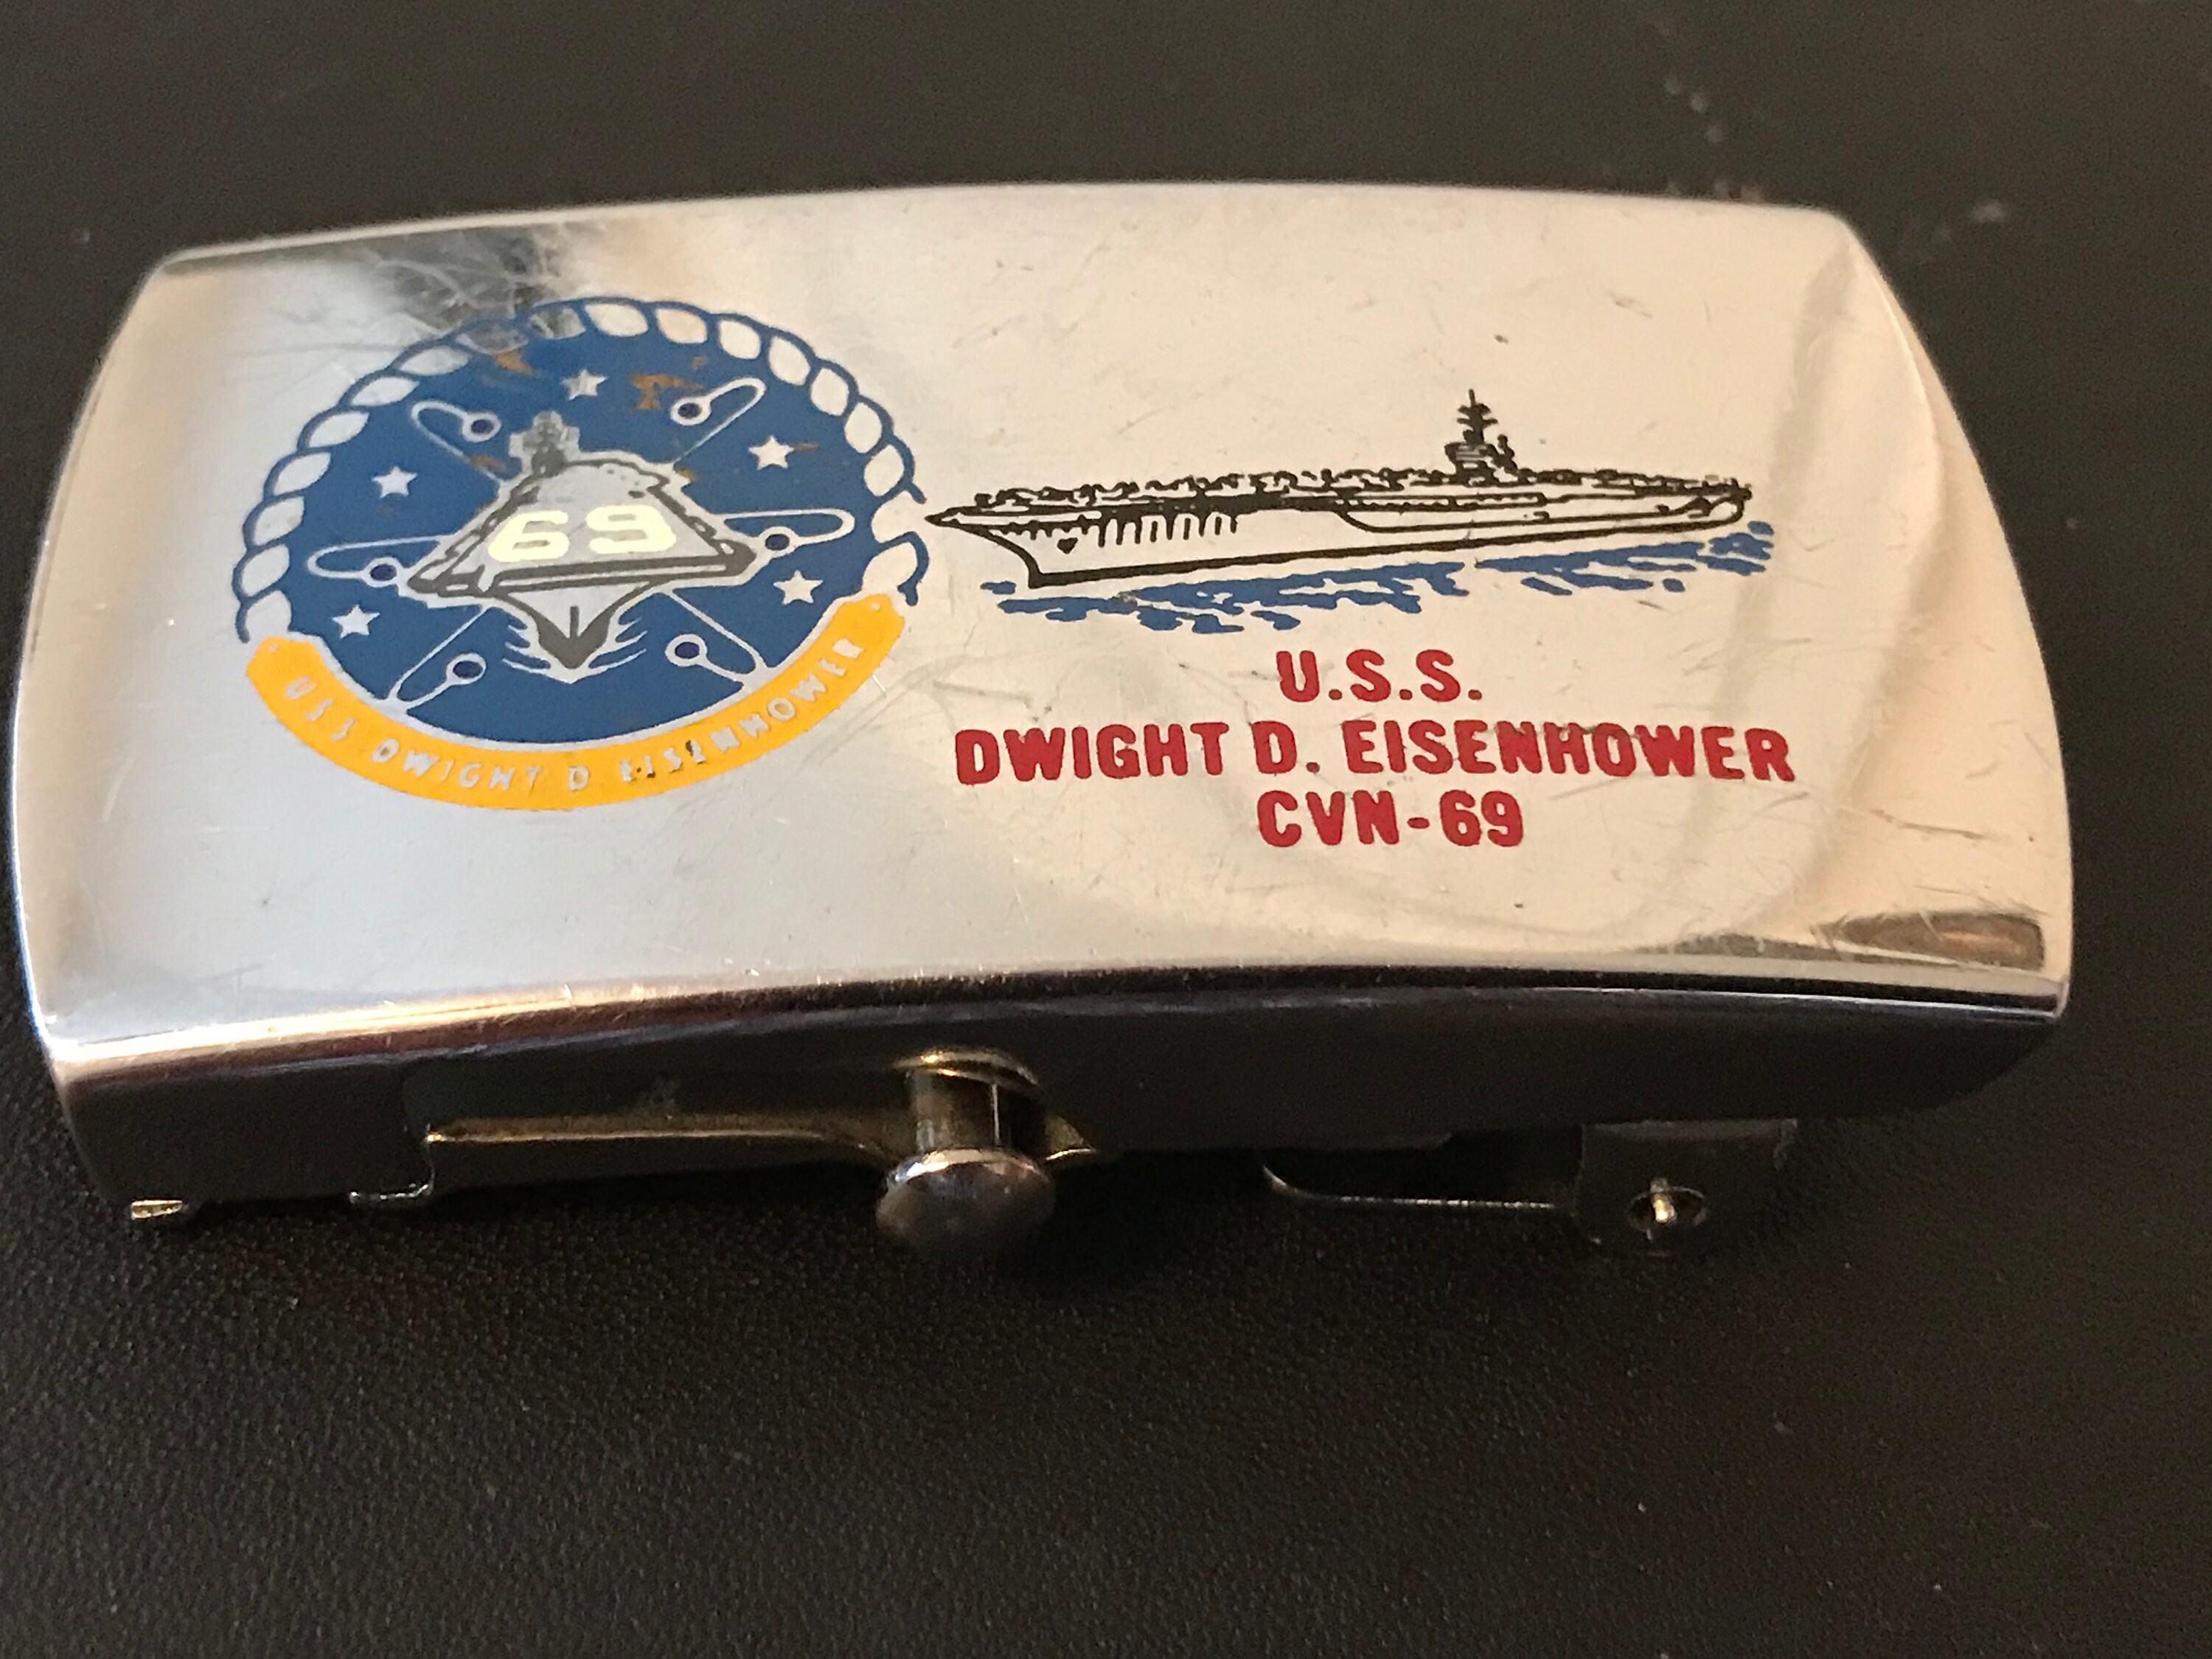 69
USS DWIGHT D EISENHOWER
U.S.S.
DWIGHT D. EISENHOWER
CVN-69